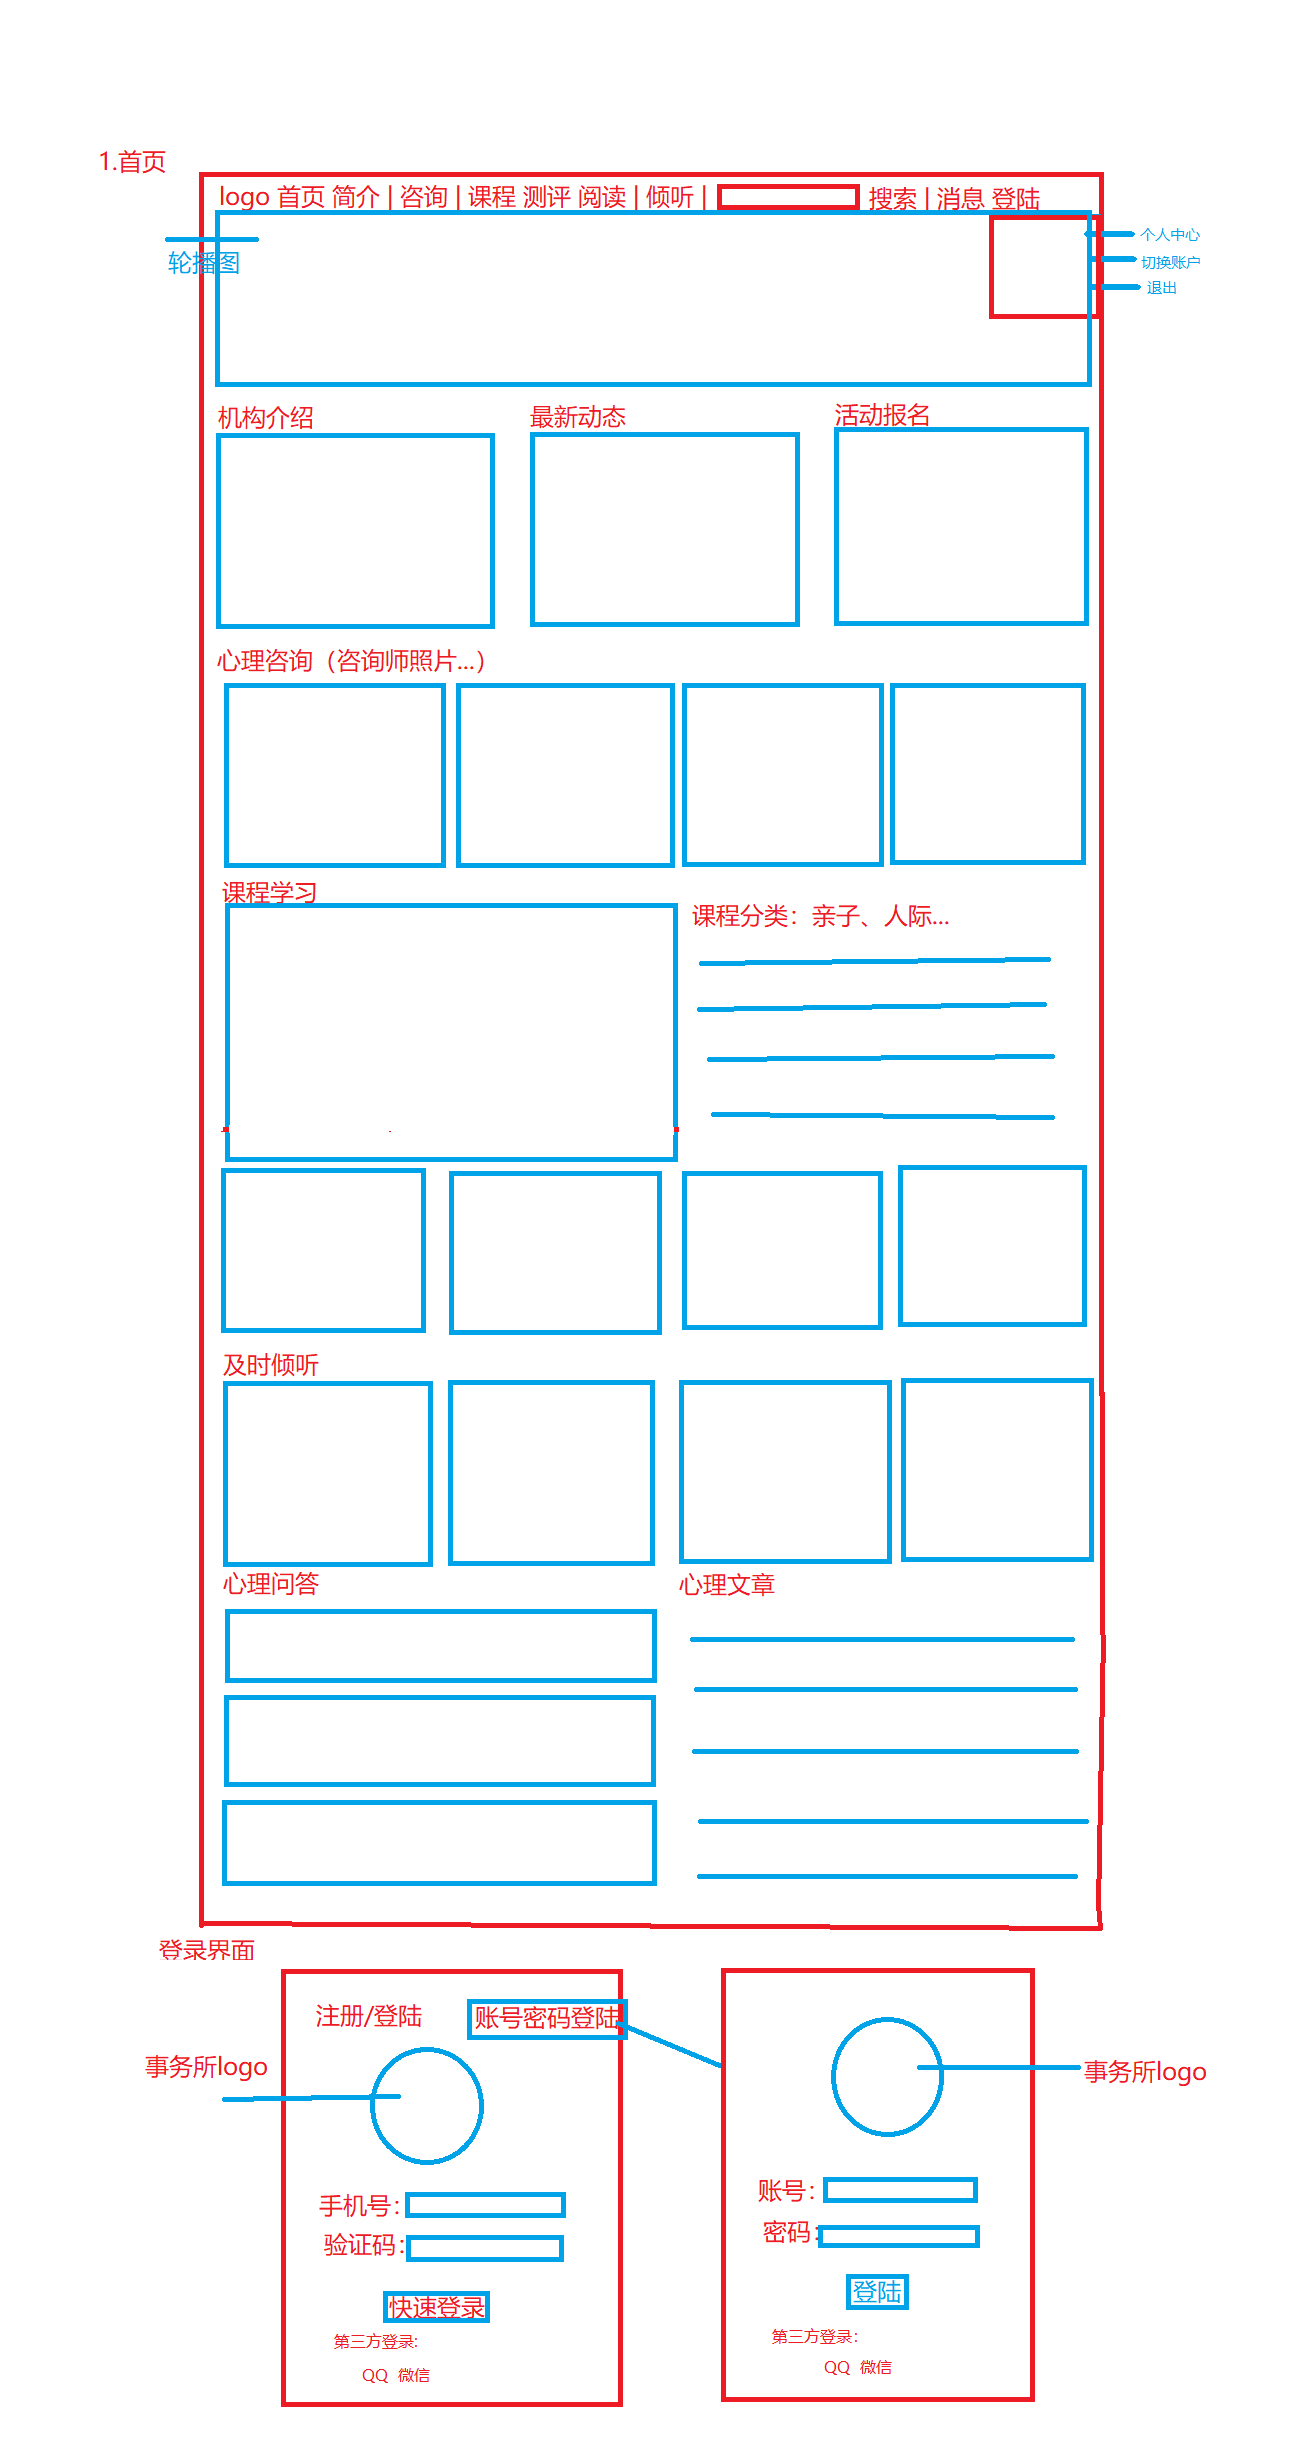 1.首页
logo 首页 简介 | 咨询 | 课程 测评 阅读 | 倾听 | 搜索 | 消息 登陆
个人中心
轮播图
切换账户
退出
机构介绍 最新动态 活动报名
心理咨询（咨询师照片...）
课程学习
课程分类：亲子、人际...
及时倾听
心理问答 心理文章
登录界面
注册/登陆 账号密码登陆
事务所logo
事务所logo
手机号：
验证码：
快速登录
第三方登录:
QQ 微信
账号：
密码：
登陆
第三方登录：
QQ 微信